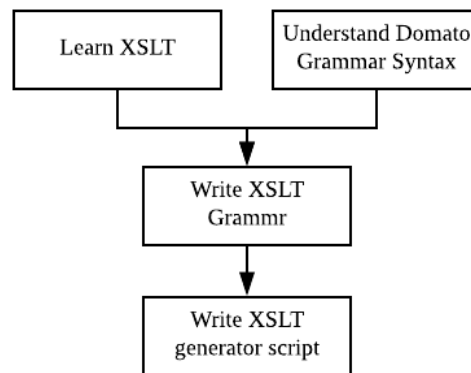 Learn XSLT
Understand Domato
Grammar Syntax
Write XSLT
Grammr
Write XSLT
generator script